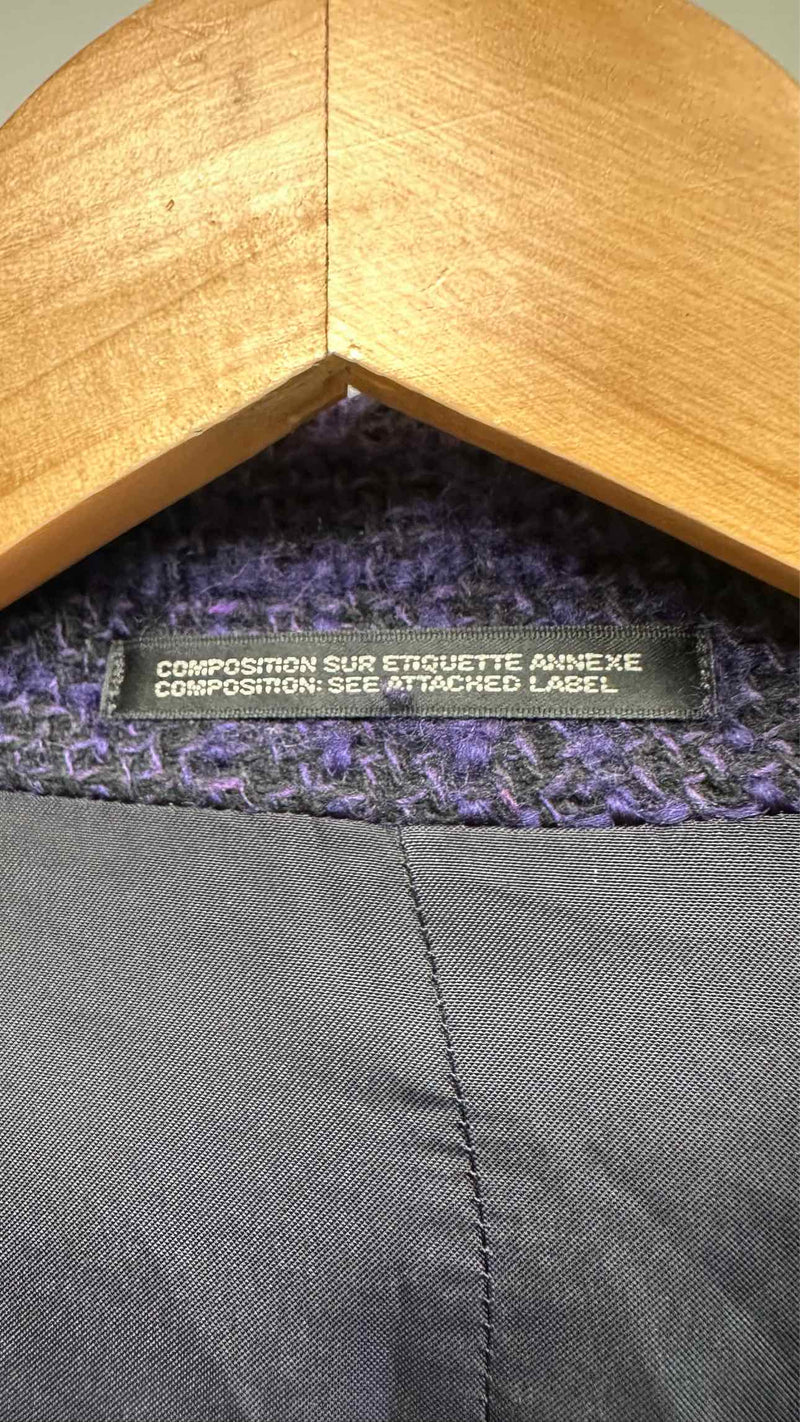 COMPOSITION SUR ETIQUETTE ANNEXE
COMPOSITION: SEE ATTACHED LABEL